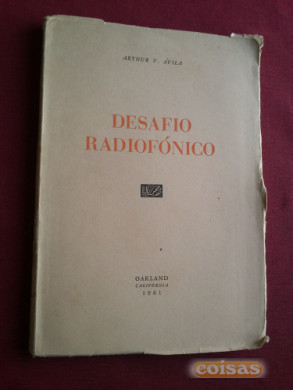 ARTHUR V. ÁVILA
DESAFIO
RADIOFÓNICO
OAKLAND
CALIFORNIA
1961
coisas